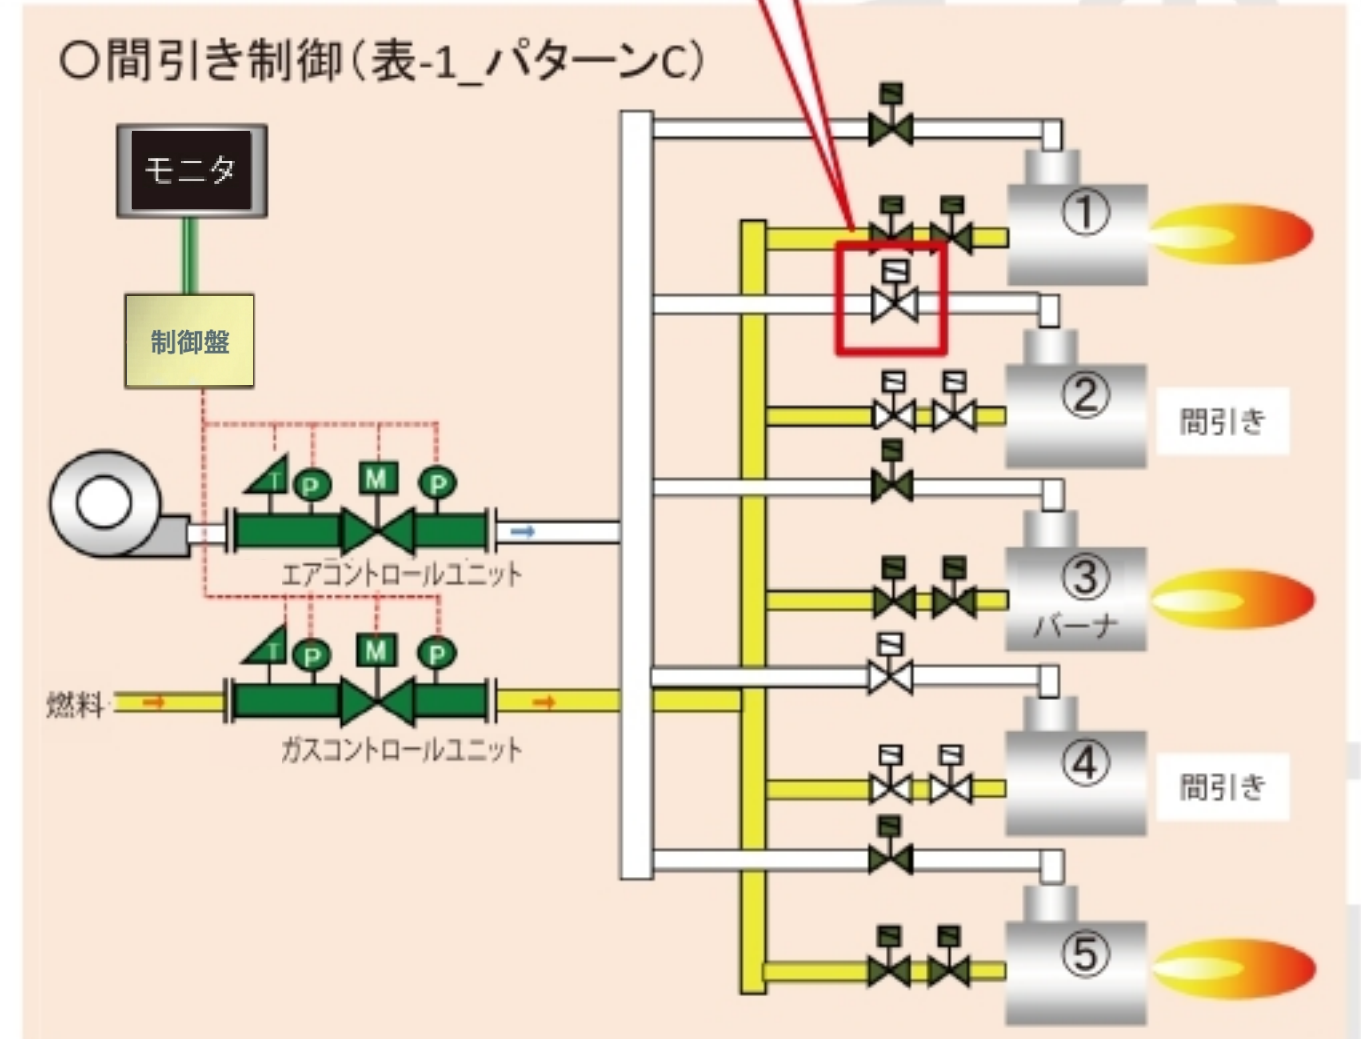 〇間引き制御(表-1_パターンC)
モニタ
制御盤
T P M P
エアコントロールユニット
T P M P
燃料
ガスコントロールユニット
①
②
間引き
③
バーナ
④
間引き
⑤